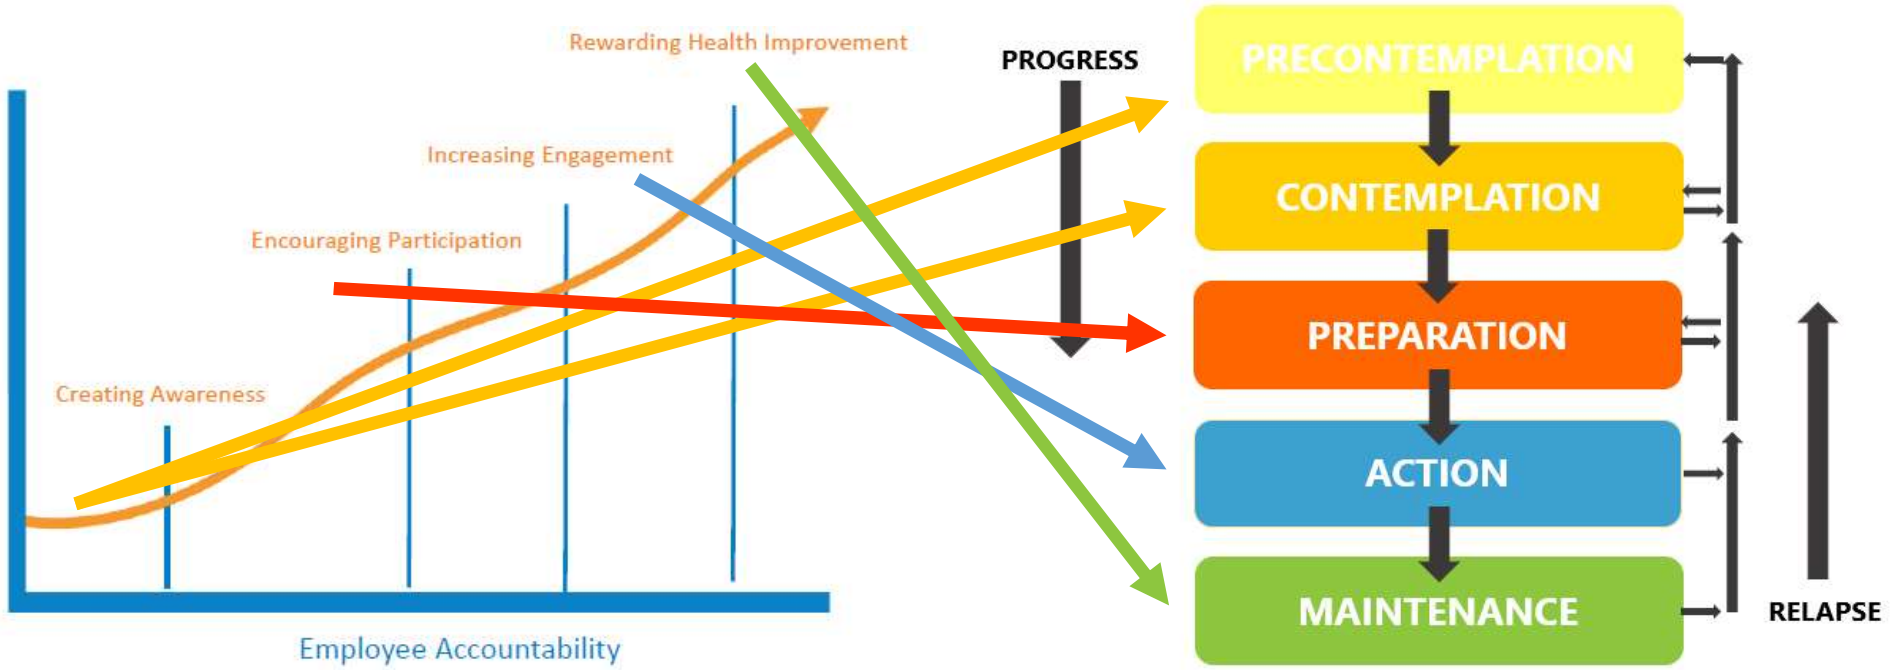 Rewarding Health Improvement
Increasing Engagement
Encouraging Participation
Creating Awareness
Employee Accountability
PROGRESS
PRECONTEMPLATION
CONTEMPLATION
PREPARATION
ACTION
MAINTENANCE
RELAPSE